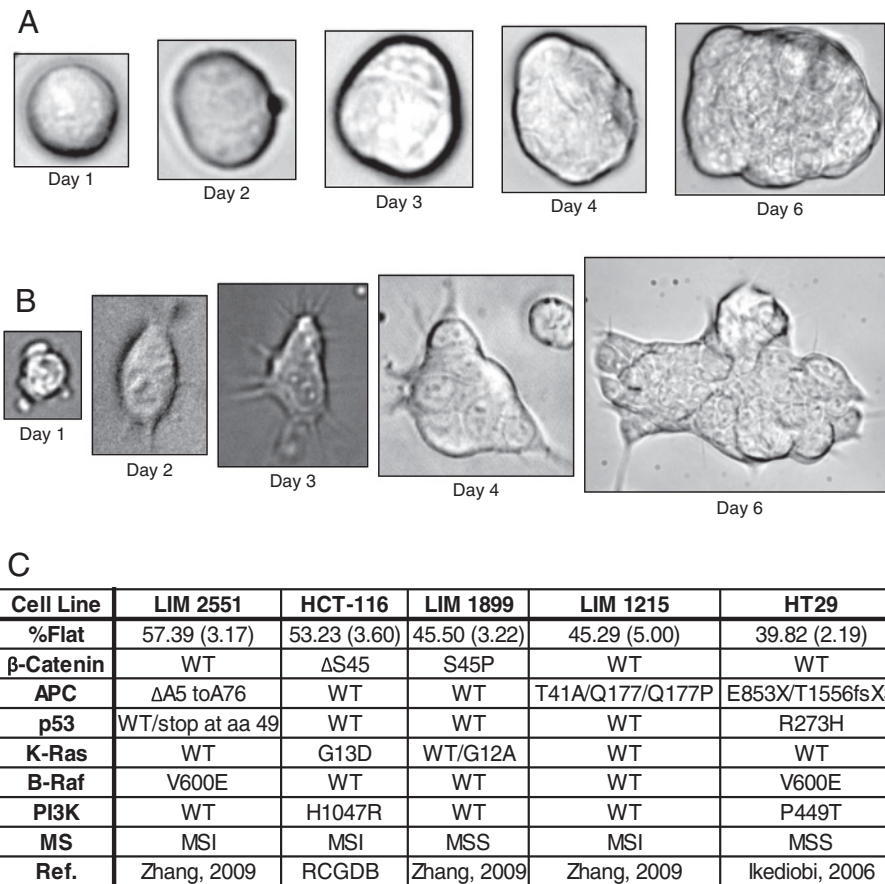 A
Day 1
Day 2
Day 3
Day 4
Day 6
B
Day 1
Day 2
Day 3
Day 4
Day 6
C
Cell Line LIM 2551 HCT-116 LIM 1899 LIM 1215 HT29
%Flat 57.39 (3.17) 53.23 (3.60) 45.50 (3.22) 45.29 (5.00) 39.82 (2.19)
β-Catenin WT ΔS45 S45P WT WT
APC ΔA5 toA76 WT WT T41A/Q177/Q177P E853X/T1556fsX
p53 WT/stop at aa 49 WT WT WT R273H
K-Ras WT G13D WT/G12A WT WT
B-Raf V600E WT WT WT V600E
PI3K WT H1047R WT WT P449T
MS MSI MSI MSS MSI MSS
Ref. Zhang, 2009 RCGDB Zhang, 2009 Zhang, 2009 Ikediobi, 2006